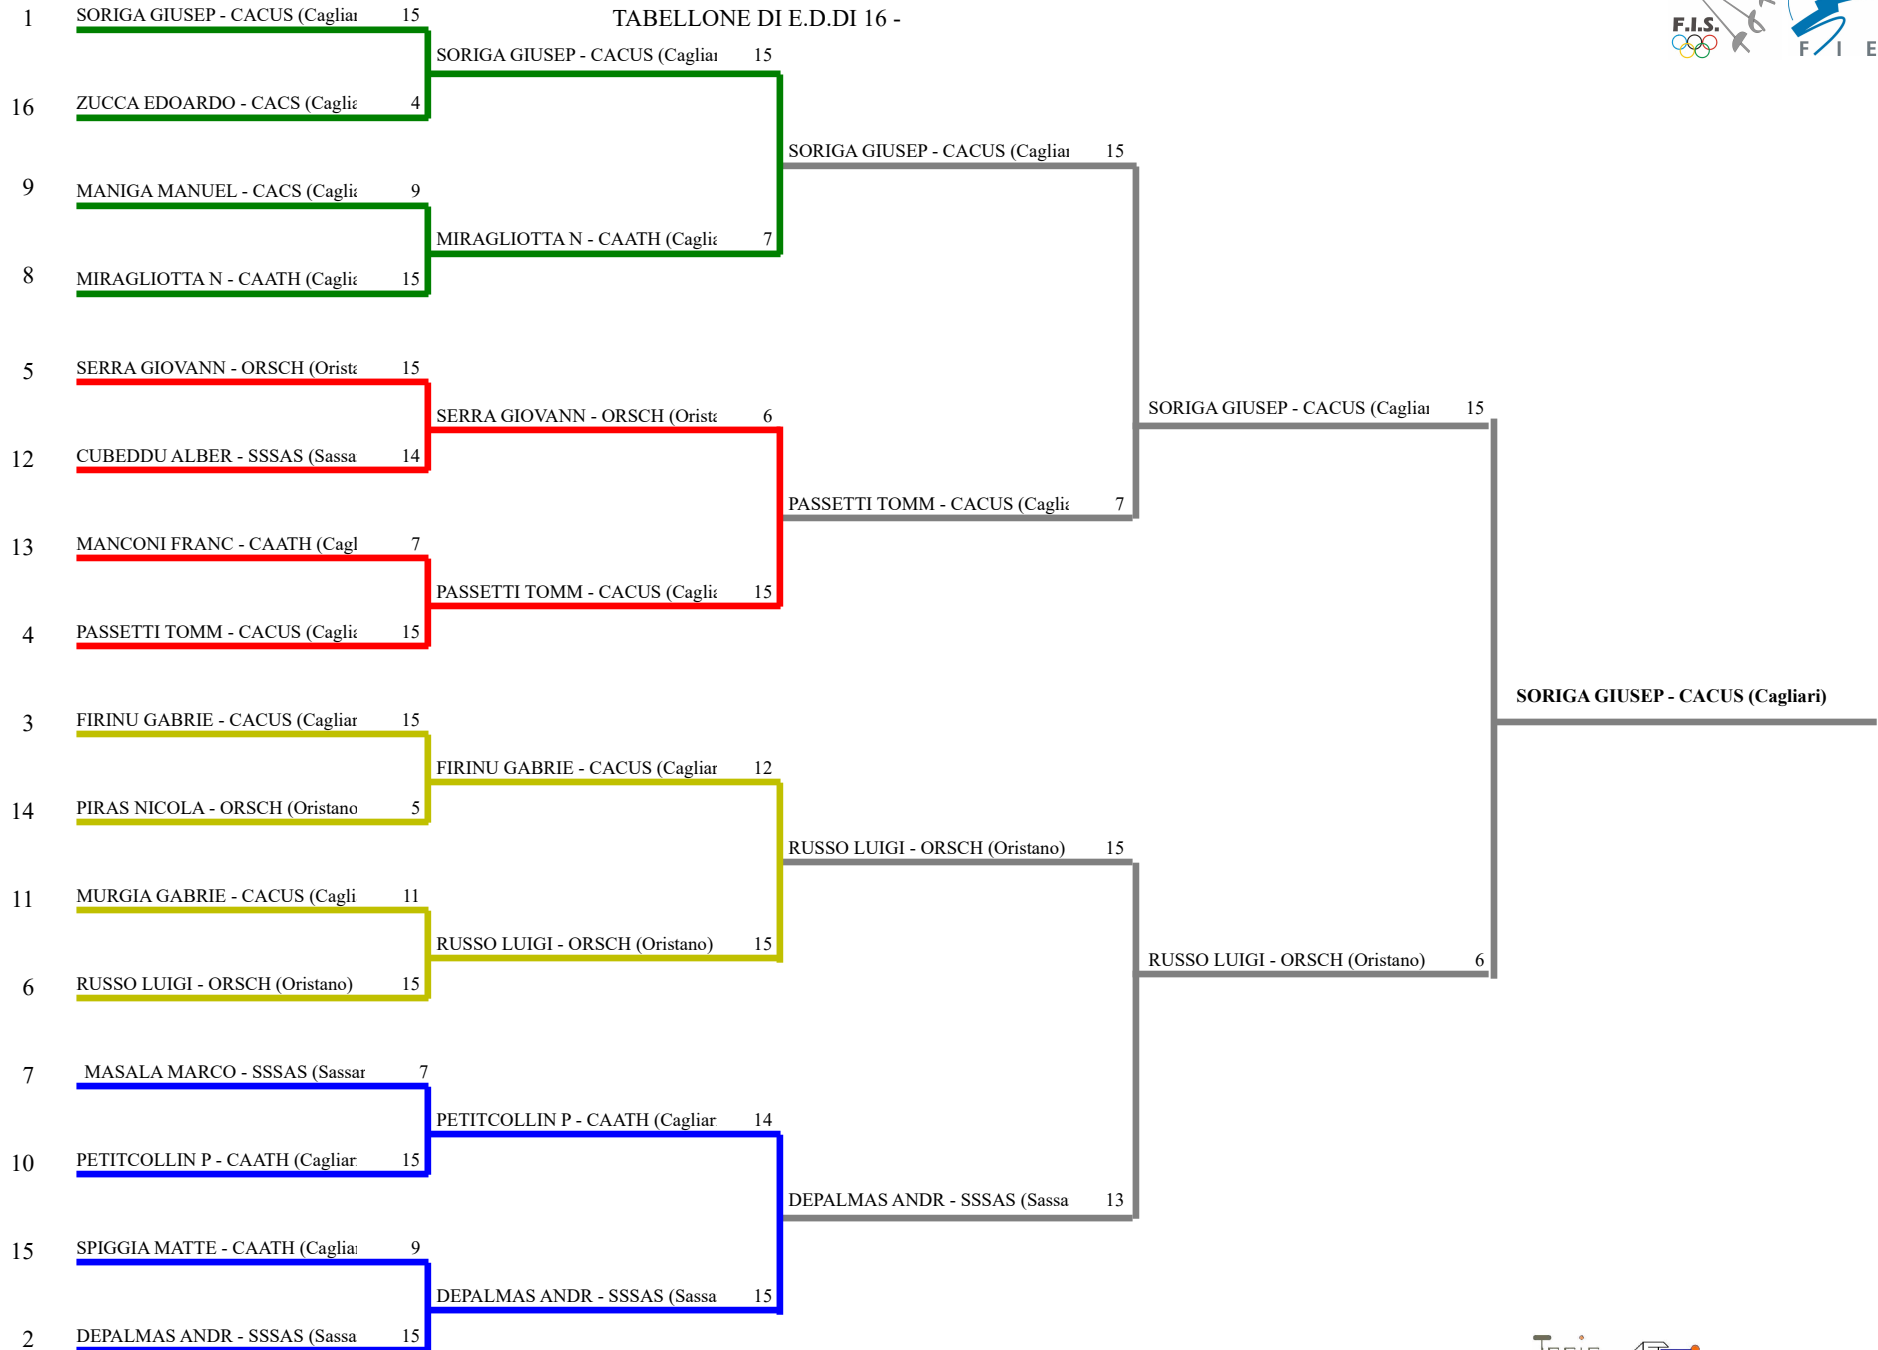 TABELLONE DI E.D.DI 16 -
F.I.S.
F I E
1 SORIGA GIUSEP - CACUS (Cagliar 15
SORIGA GIUSEP - CACUS (Cagliar 15
16 ZUCCA EDOARDO - CACS (Caglia 4
SORIGA GIUSEP - CACUS (Cagliar 15
9 MANIGA MANUEL - CACS (Caglia 9
MIRAGLIOTTA N - CAATH (Caglia 7
8 MIRAGLIOTTA N - CAATH (Caglia 15
5 SERRA GIOVANN - ORSCH (Orista 15
SORIGA GIUSEP - CACUS (Cagliar 15
SERRA GIOVANN - ORSCH (Orista 6
12 CUBEDDU ALBER - SSSAS (Sassa 14
PASSETTI TOMM - CACUS (Caglia 7
13 MANCONI FRANC - CAATH (Cagl 7
PASSETTI TOMM - CACUS (Caglia 15
4 PASSETTI TOMM - CACUS (Caglia 15
SORIGA GIUSEP - CACUS (Cagliari)
3 FIRINU GABRIE - CACUS (Cagliar 15
FIRINU GABRIE - CACUS (Cagliar 12
14 PIRAS NICOLA - ORSCH (Oristano 5
RUSSO LUIGI - ORSCH (Oristano) 15
11 MURGIA GABRIE - CACUS (Cagli 11
RUSSO LUIGI - ORSCH (Oristano) 15
RUSSO LUIGI - ORSCH (Oristano) 6
6 RUSSO LUIGI - ORSCH (Oristano) 15
7 MASALA MARCO - SSSAS (Sassar 7
PETITCOLLIN P - CAATH (Cagliar 14
10 PETITCOLLIN P - CAATH (Cagliar 15
DEPALMAS ANDR - SSSAS (Sassa 13
15 SPIGGIA MATTE - CAATH (Cagliar 9
DEPALMAS ANDR - SSSAS (Sassa 15
2 DEPALMAS ANDR - SSSAS (Sassa 15